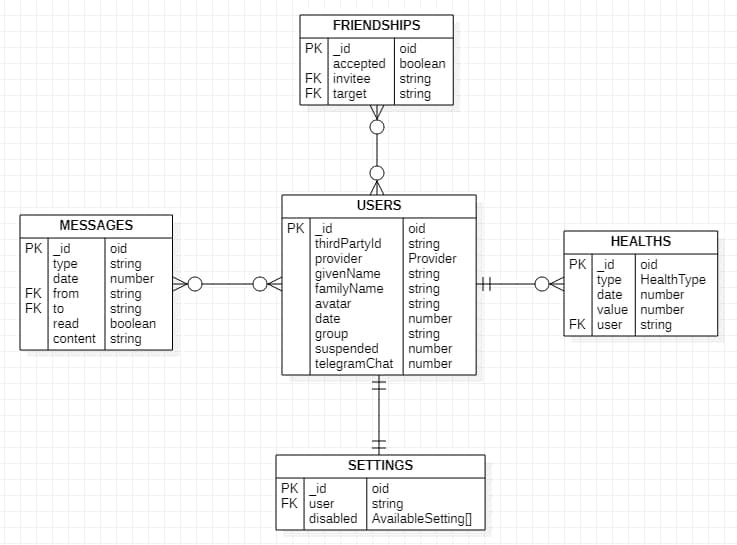 FRIENDSHIPS
PK _id oid
accepted boolean
FK invitee string
FK target string
USERS
PK _id oid
thirdPartyId string
provider Provider
givenName string
familyName string
avatar string
date number
group string
suspended number
telegramChat number
MESSAGES
PK _id oid
type string
date number
FK from string
FK to string
read boolean
content string
HEALTHS
PK _id oid
type HealthType
date number
value number
FK user string
SETTINGS
PK _id oid
FK user string
disabled AvailableSetting[]